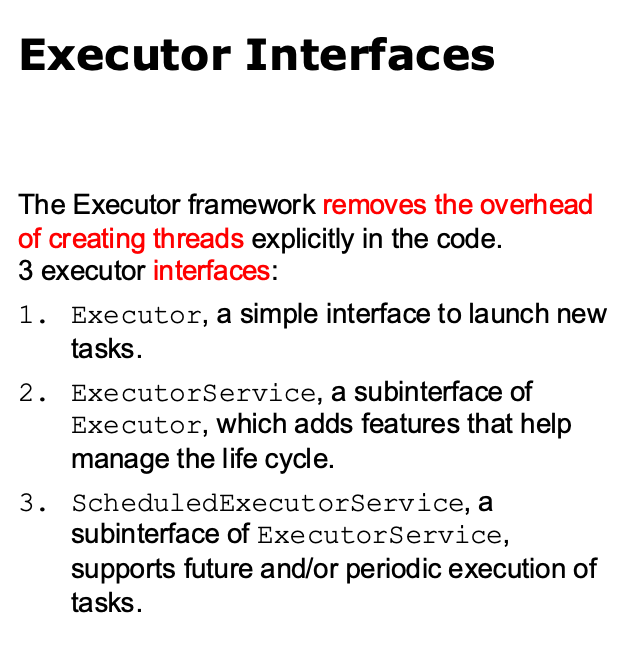 Executor Interfaces
The Executor framework removes the overhead
of creating threads explicitly in the code.
3 executor interfaces:
1. Executor, a simple interface to launch new
tasks.
2. ExecutorService, a subinterface of
Executor, which adds features that help
manage the life cycle.
3. ScheduledExecutorService, a
subinterface of ExecutorService,
supports future and/or periodic execution of
tasks.